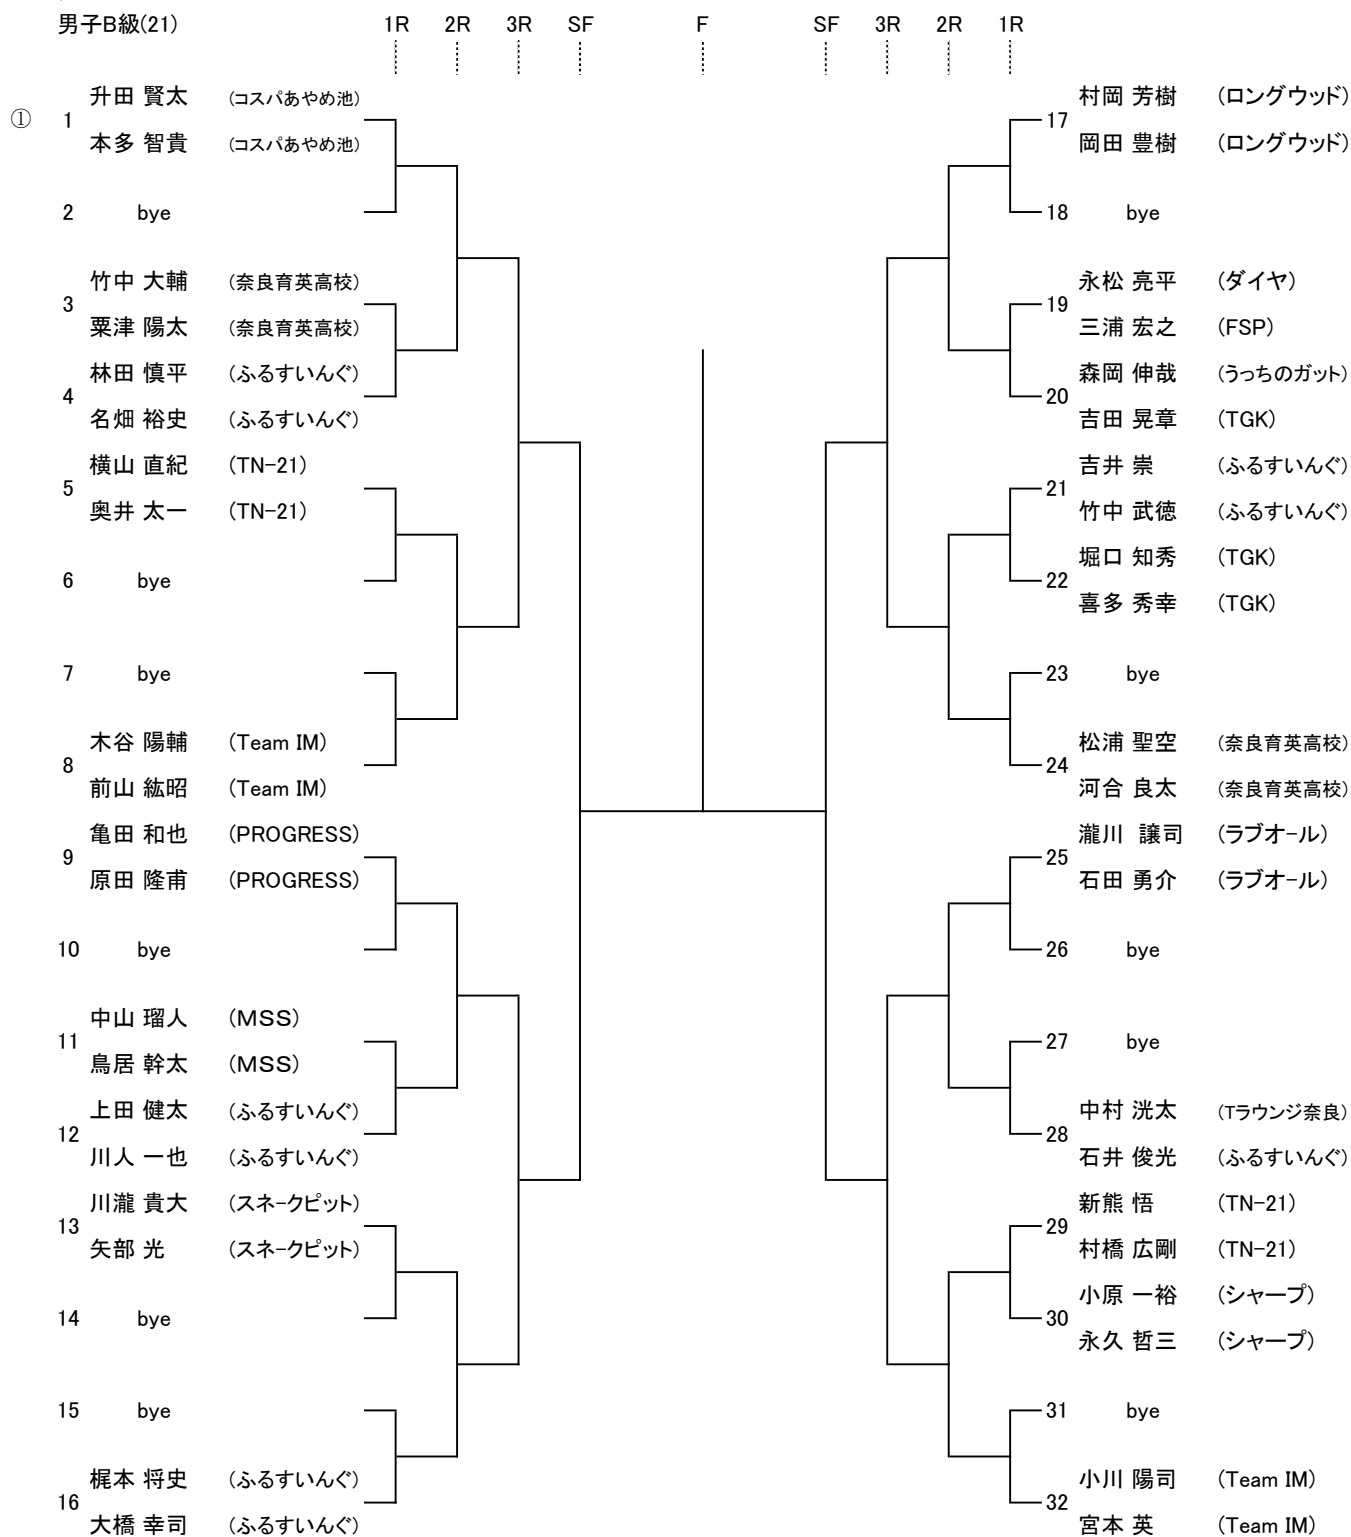 男子B級(21) 1R 2R 3R SF F SF 3R 2R 1R
① 1 升田 賢太 (コスパあやめ池)
本多 智貴 (コスパあやめ池)
2 bye
3 竹中 大輔 (奈良育英高校)
粟津 陽太 (奈良育英高校)
4 林田 慎平 (ふるすいんぐ)
名畑 裕史 (ふるすいんぐ)
5 横山 直紀 (TN-21)
奥井 太一 (TN-21)
6 bye
7 bye
8 木谷 陽輔 (Team IM)
前山 紘昭 (Team IM)
9 亀田 和也 (PROGRESS)
原田 隆甫 (PROGRESS)
10 bye
11 中山 瑠人 (MSS)
鳥居 幹太 (MSS)
12 上田 健太 (ふるすいんぐ)
川人 一也 (ふるすいんぐ)
13 川瀧 貴大 (スネークピット)
矢部 光 (スネークピット)
14 bye
15 bye
16 梶本 将史 (ふるすいんぐ)
大橋 幸司 (ふるすいんぐ)
17 村岡 芳樹 (ロングウッド)
岡田 豊樹 (ロングウッド)
18 bye
19 永松 亮平 (ダイヤ)
三浦 宏之 (FSP)
20 森岡 伸哉 (うっちのガット)
吉田 晃章 (TGK)
21 吉井 崇 (ふるすいんぐ)
竹中 武徳 (ふるすいんぐ)
22 堀口 知秀 (TGK)
喜多 秀幸 (TGK)
23 bye
24 松浦 聖空 (奈良育英高校)
河合 良太 (奈良育英高校)
25 瀧川 譲司 (ラブオール)
石田 勇介 (ラブオール)
26 bye
27 bye
28 中村 洸太 (Tラウンジ奈良)
石井 俊光 (ふるすいんぐ)
29 新熊 悟 (TN-21)
村橋 広剛 (TN-21)
30 小原 一裕 (シャープ)
永久 哲三 (シャープ)
31 bye
32 小川 陽司 (Team IM)
宮本 英 (Team IM)